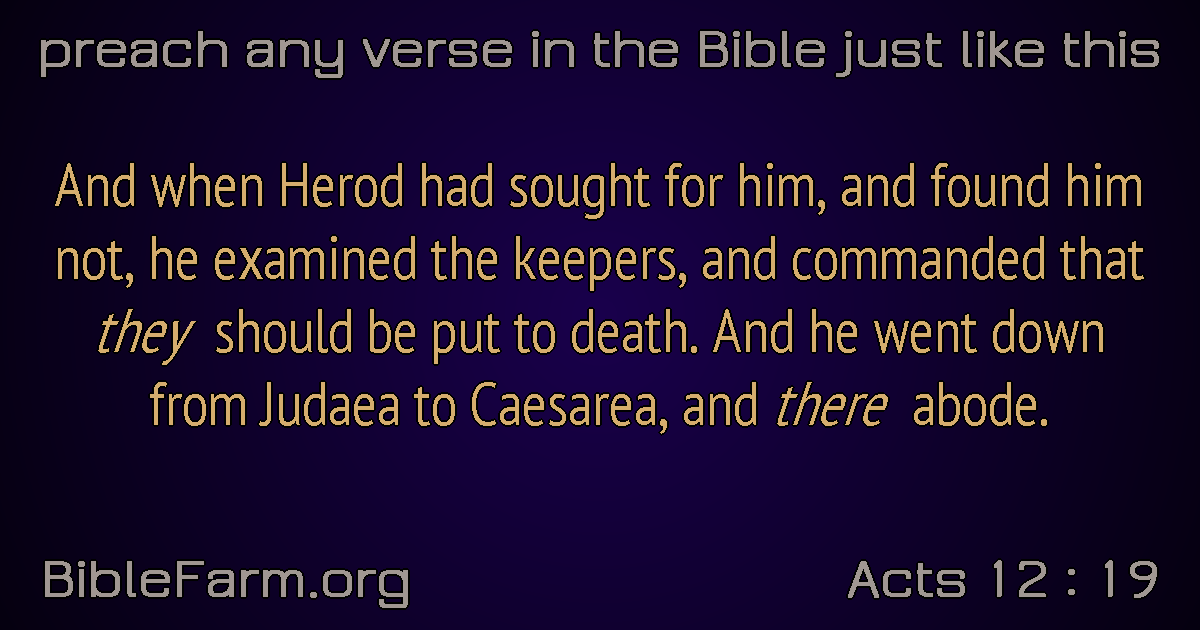 preach any verse in the Bible just like this
And when Herod had sought for him, and found him
not, he examined the keepers, and commanded that
they should be put to death. And he went down
from Judaea to Caesarea, and there abode.
BibleFarm.org
Acts 12 : 19